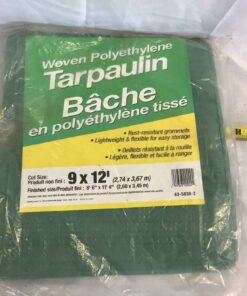 Woven Polyethylene
Tarpaulin
Bâche
en polyéthylène tissé
• Rust-resistant grommets
• Lightweight & flexible for easy storage
• Oeillets résistant à la rouille
• Légère, flexible et facile à ranger
Cut Size:
Produit non fini :
9 x 12'
(2,74 x 3,67 m)
Finished size/Produit fini : 8' 6" x 11' 4" (2,60 x 3,45 m)